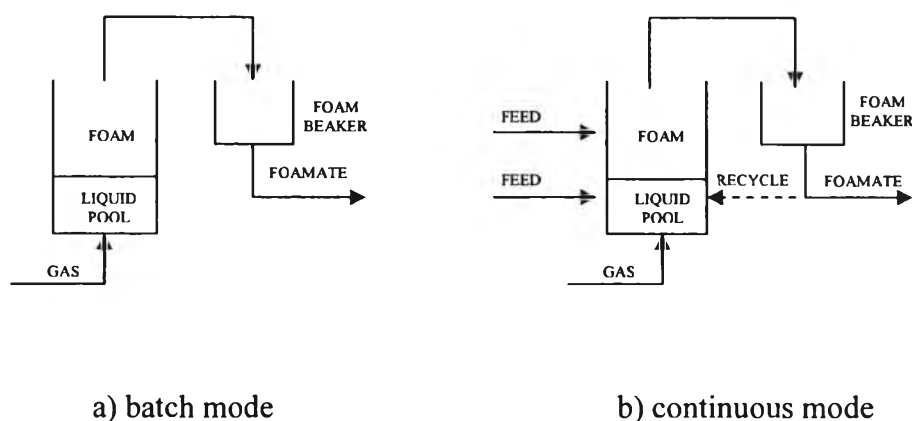 FOAM
LIQUID
POOL
GAS
FOAM
BEAKER
FOAMATE
a) batch mode
FEED
FEED
FOAM
LIQUID
POOL
GAS
RECYCLE
FOAM
BEAKER
FOAMATE
b) continuous mode